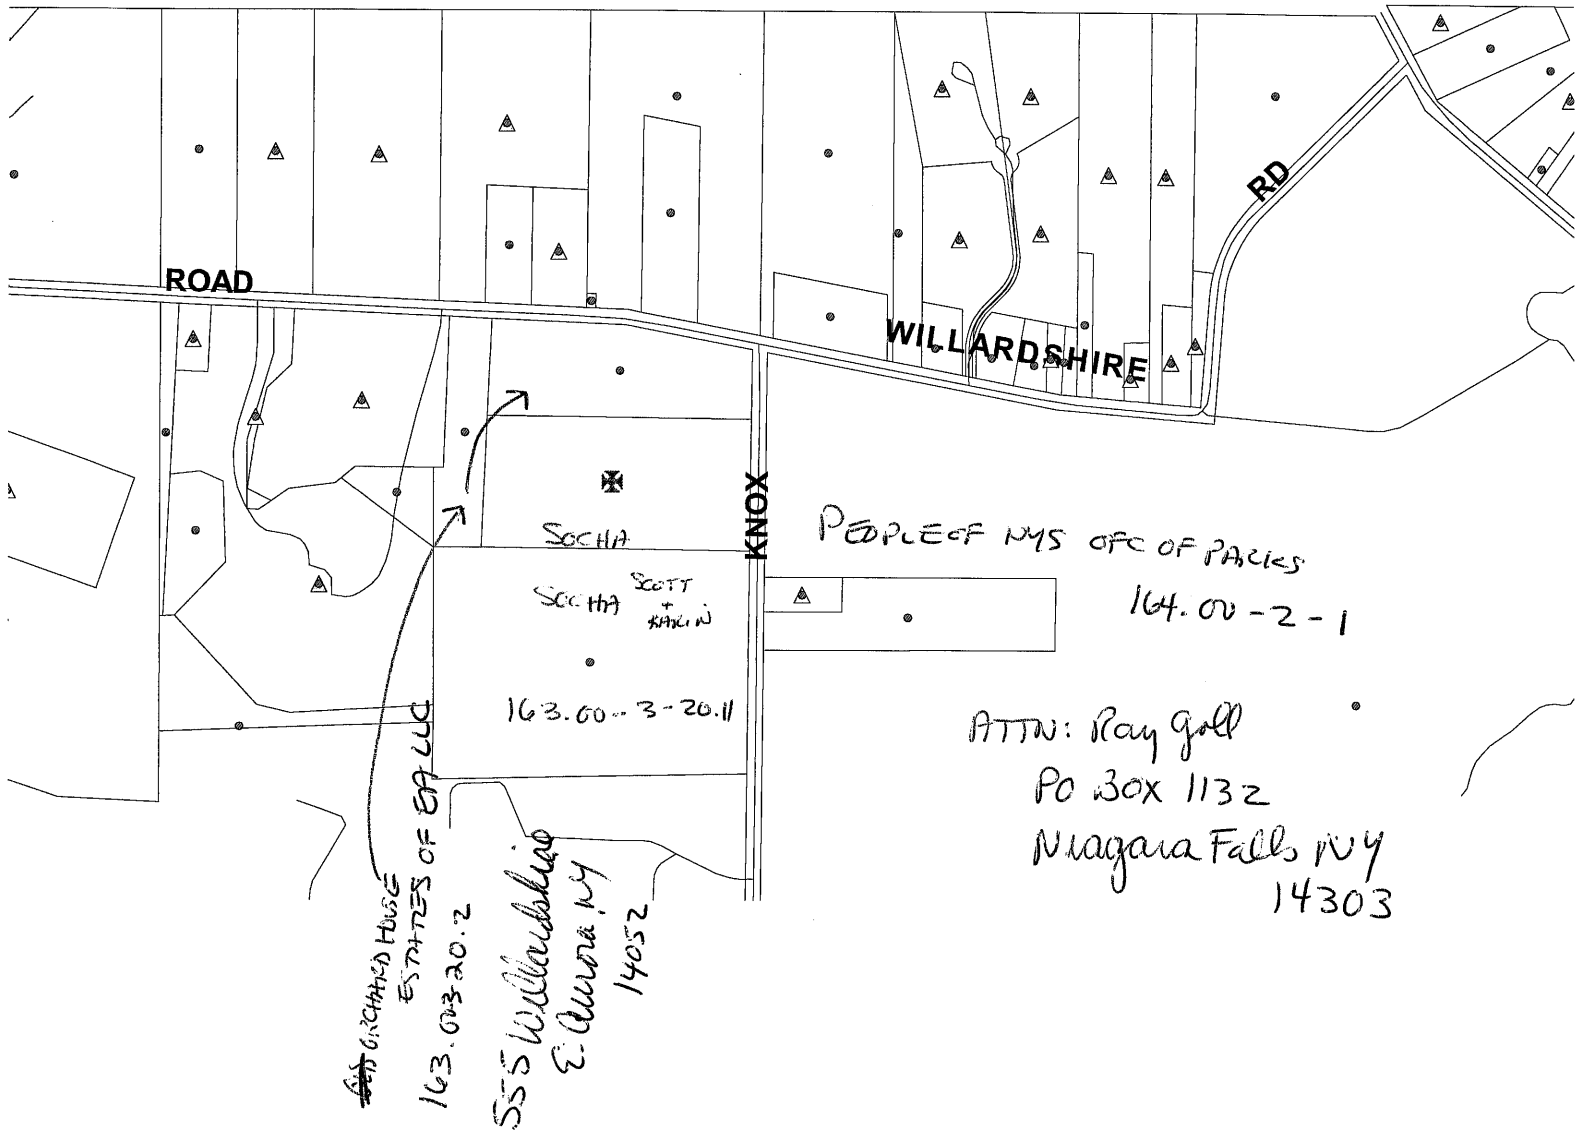 ROAD
RD
WILLARDSHIRE
KNOX
SOCHA
SOCHA SCOTT
+
KARIN
163.00-3-20.11
PEOPLE OF NYS OFC OF PARKS
164.00-2-1
ATTN: Ray Goll
PO BOX 1132
Niagara Falls NY
14303
ORCHARD HOUSE
ESTATES OF EA LLC
163.00-3-20.2
555 Willardshire
E. Aurora, NY
14052